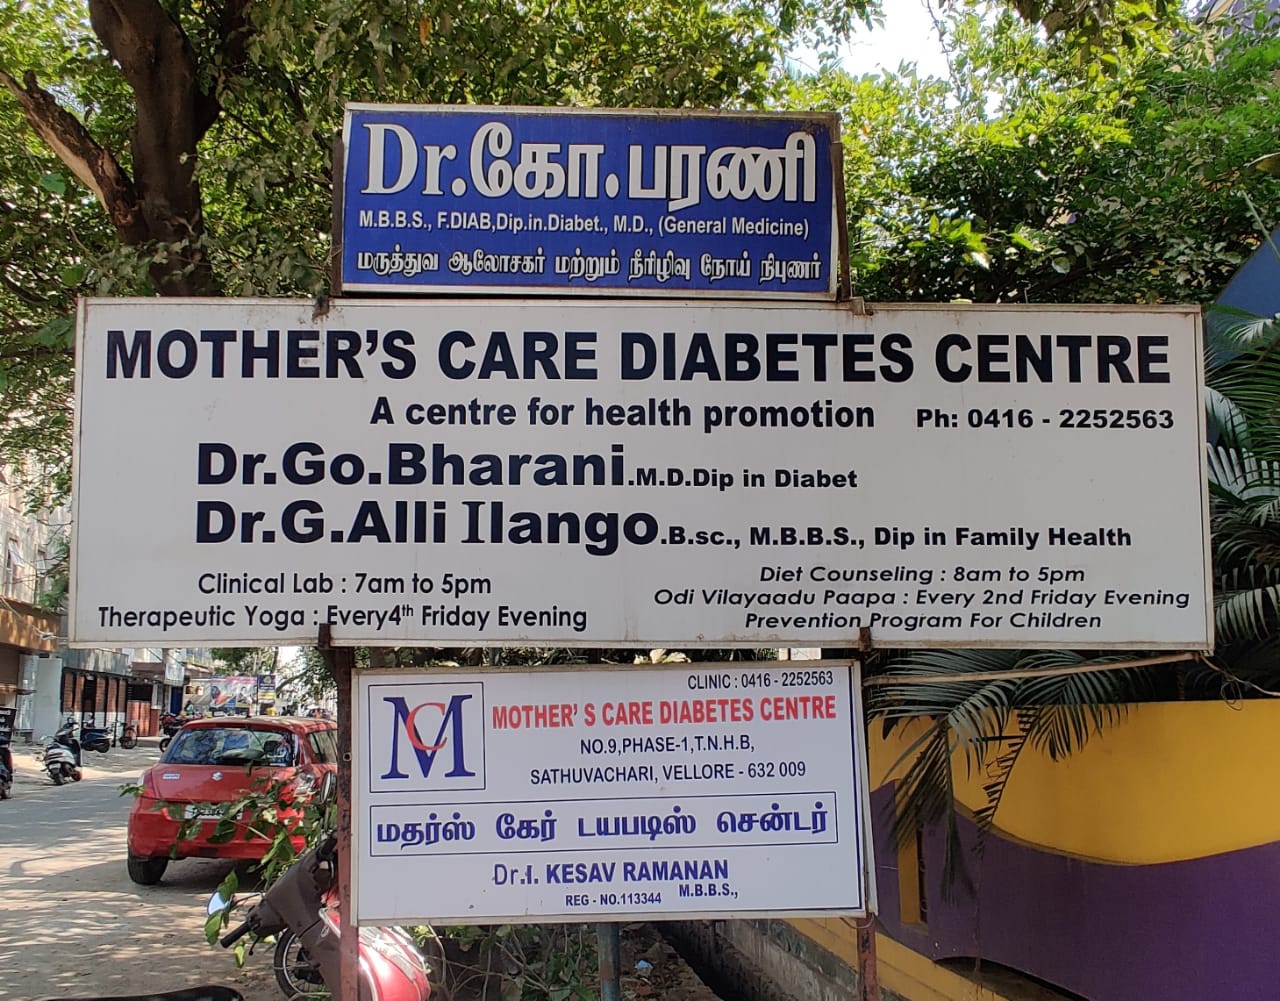 Dr.கோ.பரணி
M.B.B.S., F.DIAB,Dip.in.Diabet., M.D., (General Medicine)
மருத்துவ ஆலோசகர் மற்றும் நீரிழிவு நோய் நிபுணர்
MOTHER'S CARE DIABETES CENTRE
A centre for health promotion Ph: 0416 - 2252563
Dr.Go.Bharani.M.D.Dip in Diabet
Dr.G.Alli Ilango.B.sc., M.B.B.S., Dip in Family Health
Clinical Lab : 7am to 5pm
Therapeutic Yoga : Every4th Friday Evening
Diet Counseling : 8am to 5pm
Odi Vilayaadu Paapa : Every 2nd Friday Evening
Prevention Program For Children
CLINIC : 0416 - 2252563
MC
MOTHER' S CARE DIABETES CENTRE
NO.9,PHASE-1,T.N.H.B,
SATHUVACHARI, VELLORE - 632 009
மதர்ஸ் கேர் டயபடிஸ் சென்டர்
Dr.I. KESAV RAMANAN
M.B.B.S.,
REG - NO.113344